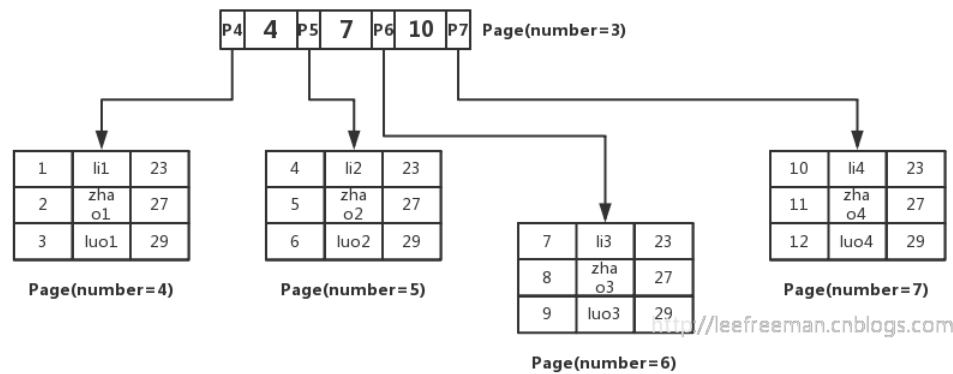 P4 4 P5 7 P6 10 P7 Page(number=3)
1 li1 23
2 zha
o1 27
3 luo1 29
Page(number=4)
4 li2 23
5 zha
o2 27
6 luo2 29
Page(number=5)
7 li3 23
8 zha
o3 27
9 luo3 29
Page(number=6)
10 li4 23
11 zha
o4 27
12 luo4 29
Page(number=7)
http://leefreeman.cnblogs.com